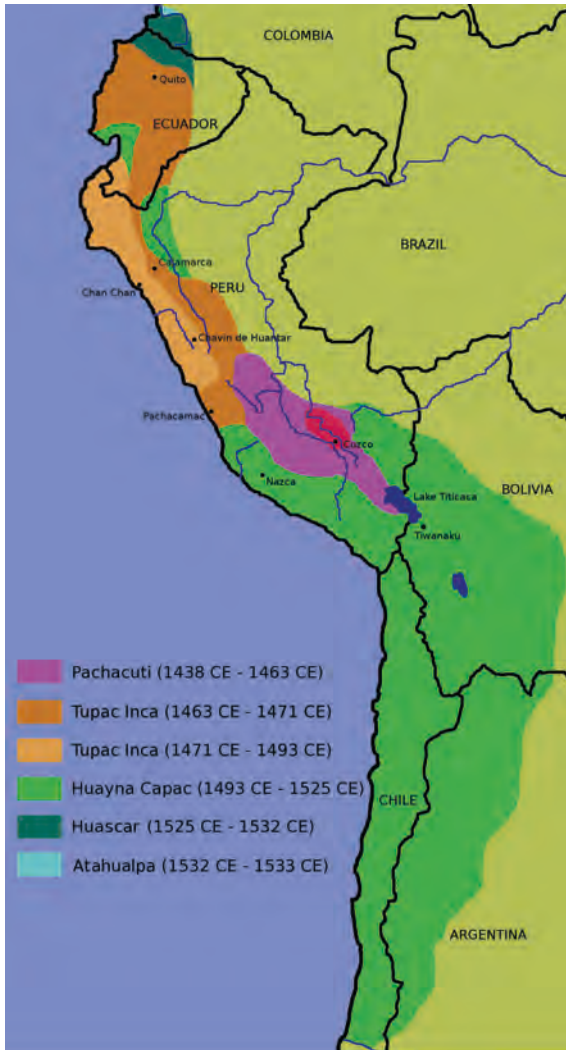 COLOMBIA
Quito
ECUADOR
BRAZIL
Cajamarca
PERU
Chan Chan
Chavin de Huantar
Pachacamac
Cuzco
Nazca
Lake Titicaca
BOLIVIA
Tiwanaku
Pachacuti (1438 CE - 1463 CE)
Tupac Inca (1463 CE - 1471 CE)
Tupac Inca (1471 CE - 1493 CE)
Huayna Capac (1493 CE - 1525 CE)
CHILE
Huascar (1525 CE - 1532 CE)
Atahualpa (1532 CE - 1533 CE)
ARGENTINA